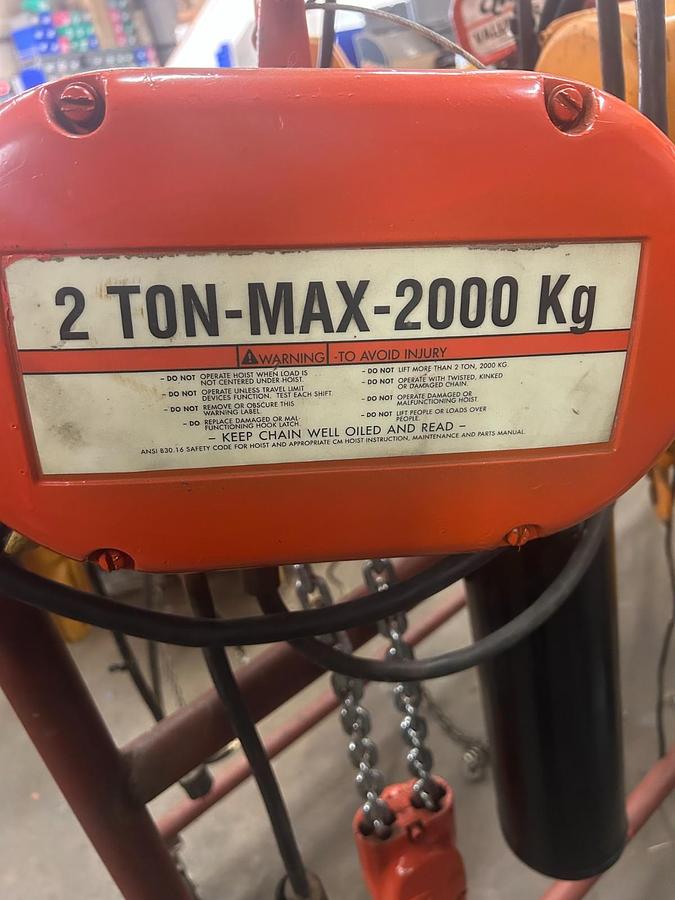 2 TON-MAX-2000 Kg
WARNING -TO AVOID INJURY
- DO NOT OPERATE HOIST WHEN LOAD IS
NOT CENTERED UNDER HOIST.
- DO NOT OPERATE UNLESS TRAVEL LIMIT
DEVICES FUNCTION. TEST EACH SHIFT.
- DO NOT REMOVE OR OBSCURE THIS
WARNING LABEL.
- DO REPLACE DAMAGED OR MAL-
FUNCTIONING HOOK LATCH.
- DO NOT LIFT MORE THAN 2 TON, 2000 KG.
- DO NOT OPERATE WITH TWISTED, KINKED
OR DAMAGED CHAIN.
- DO NOT OPERATE DAMAGED OR
MALFUNCTIONING HOIST.
- DO NOT LIFT PEOPLE OR LOADS OVER
PEOPLE.
- KEEP CHAIN WELL OILED AND READ -
ANSI B30.16 SAFETY CODE FOR HOIST AND APPROPRIATE CM HOIST INSTRUCTION, MAINTENANCE AND PARTS MANUAL.